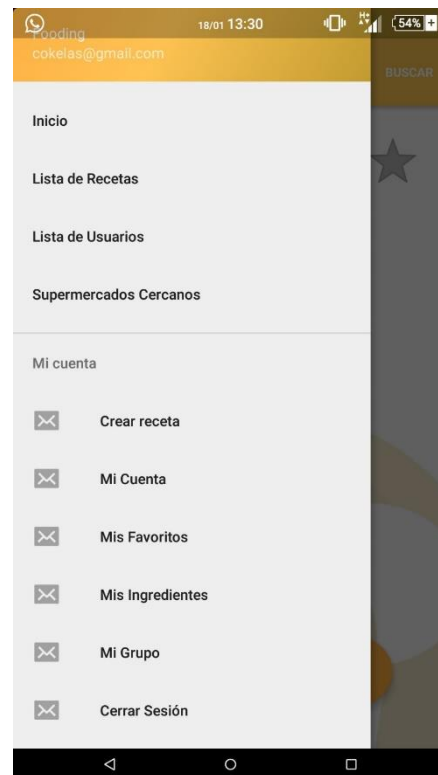 18/01 13:30
H+
54%
Fooding
cokelas@gmail.com
BUSCAR
Inicio
Lista de Recetas
Lista de Usuarios
Supermercados Cercanos
Mi cuenta
Crear receta
Mi Cuenta
Mis Favoritos
Mis Ingredientes
Mi Grupo
Cerrar Sesión